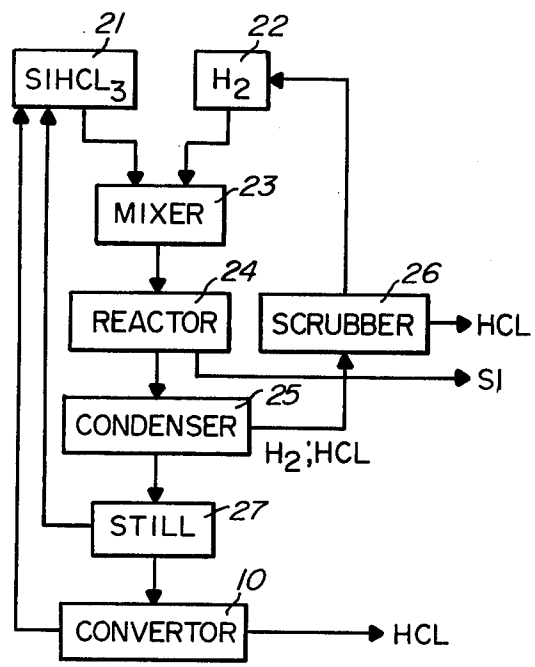 21
22
SIHCL3
H2
23
MIXER
24
26
REACTOR
SCRUBBER
HCL
25
SI
CONDENSER
H2;HCL
27
STILL
10
CONVERTOR
HCL